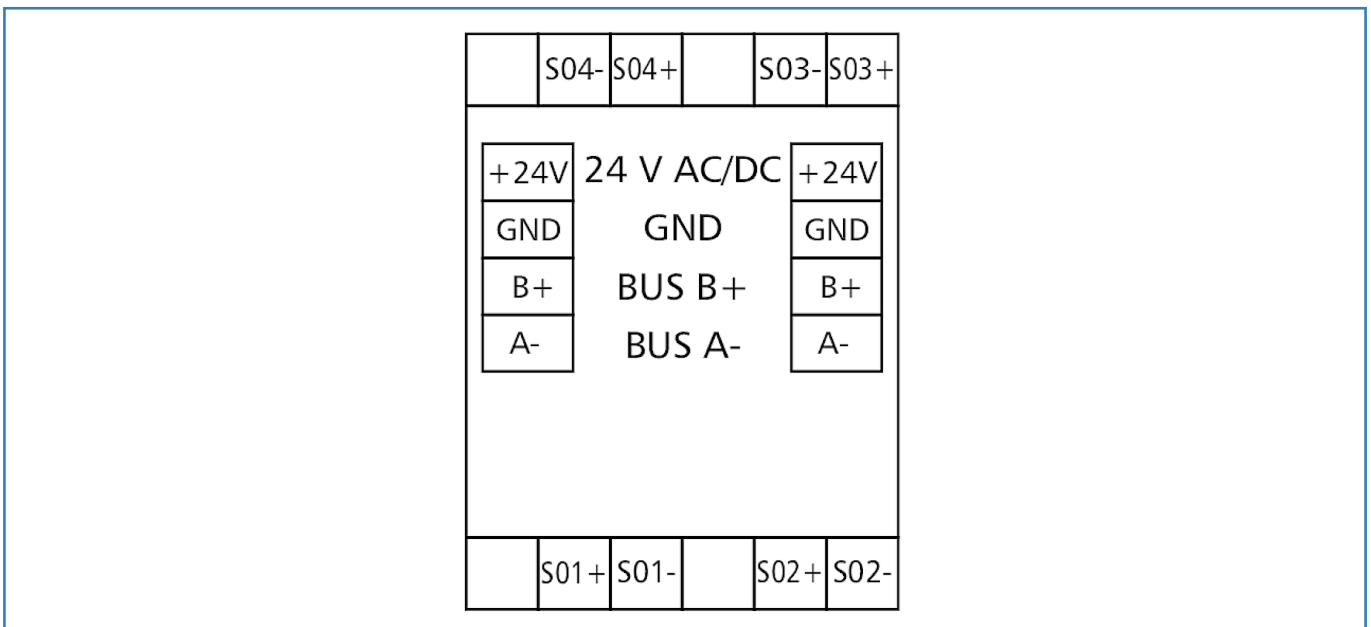 S04- S04+ S03- S03+
+24V 24 V AC/DC +24V
GND GND GND
B+ BUS B+ B+
A- BUS A- A-
S01+ S01- S02+ S02-